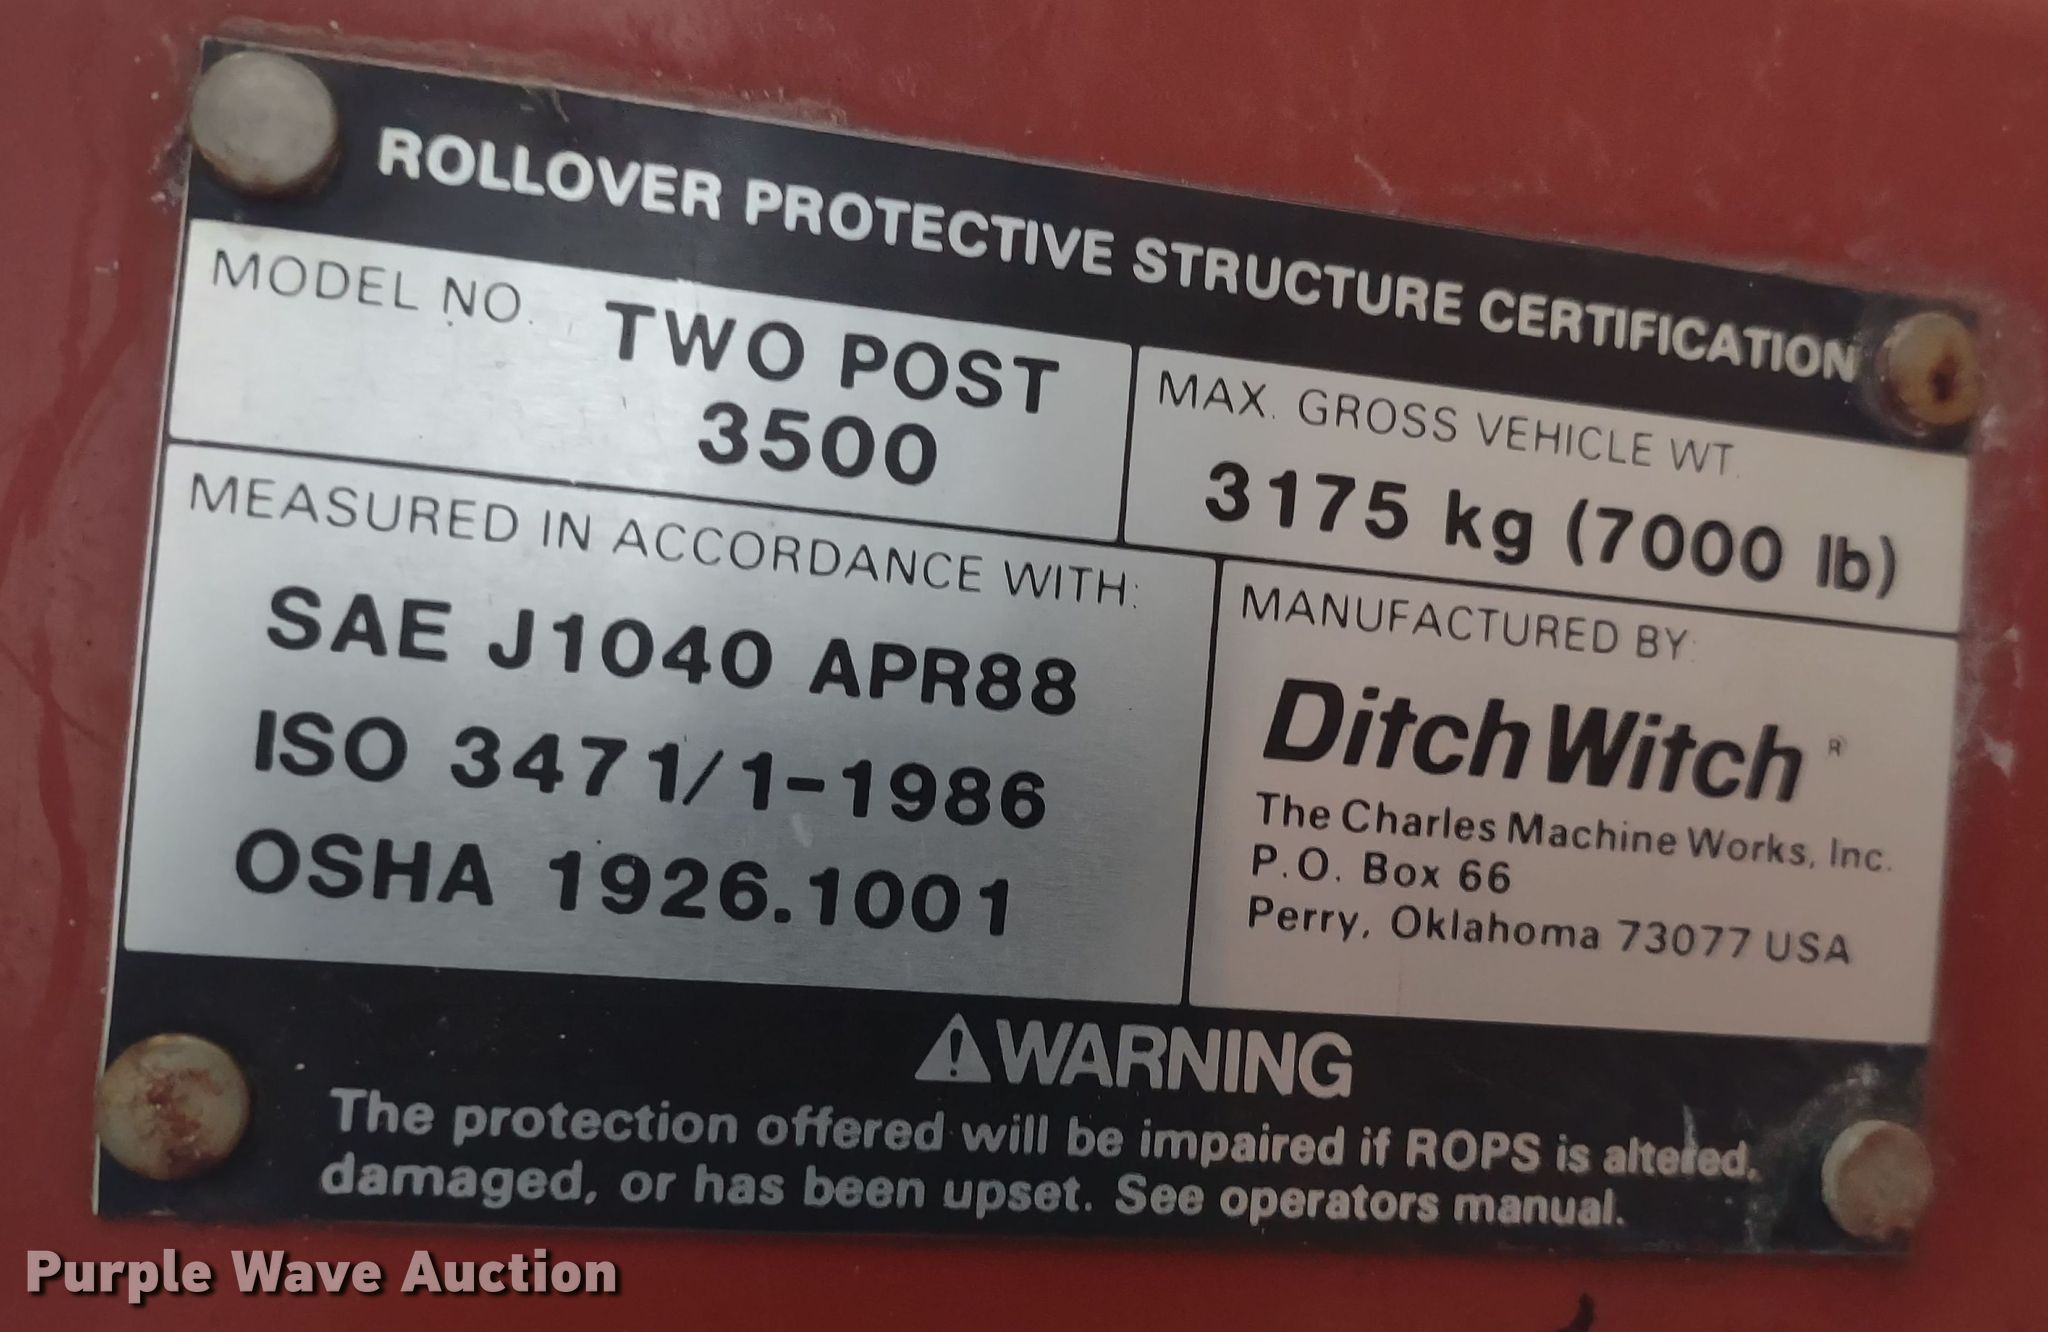 ROLLOVER PROTECTIVE STRUCTURE CERTIFICATION
MODEL NO. TWO POST
3500
MAX. GROSS VEHICLE WT.
3175 kg (7000 lb)
MEASURED IN ACCORDANCE WITH:
SAE J1040 APR88
ISO 3471/1-1986
OSHA 1926.1001
MANUFACTURED BY:
Ditch Witch ®
The Charles Machine Works, Inc.
P.O. Box 66
Perry, Oklahoma 73077 USA
WARNING
The protection offered will be impaired if ROPS is altered,
damaged, or has been upset. See operators manual.
Purple Wave Auction